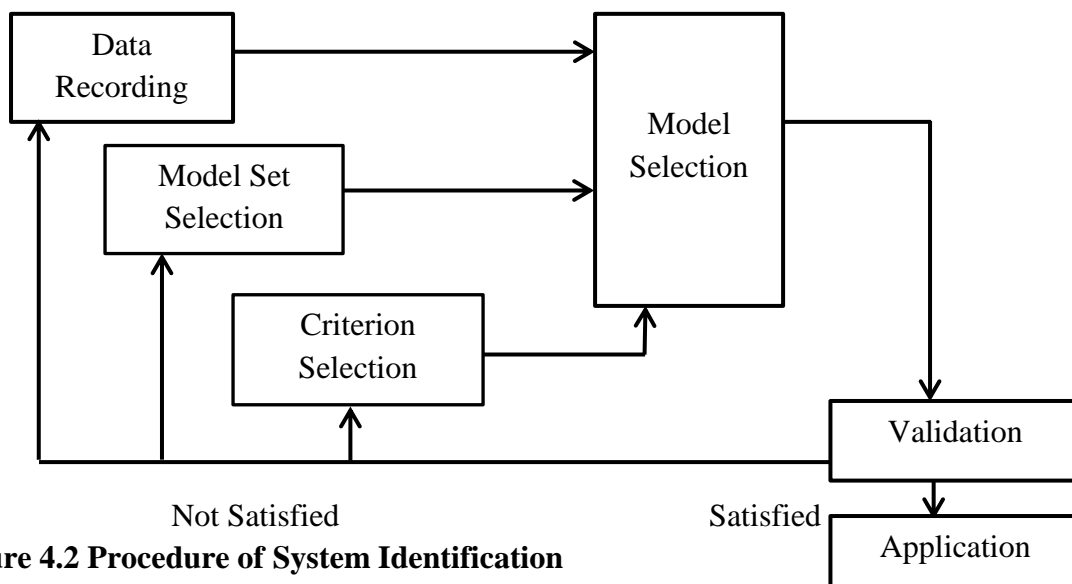 Data
Recording
Model Set
Selection
Criterion
Selection
Model
Selection
Validation
Not Satisfied
Satisfied
Application
re 4.2 Procedure of System Identification